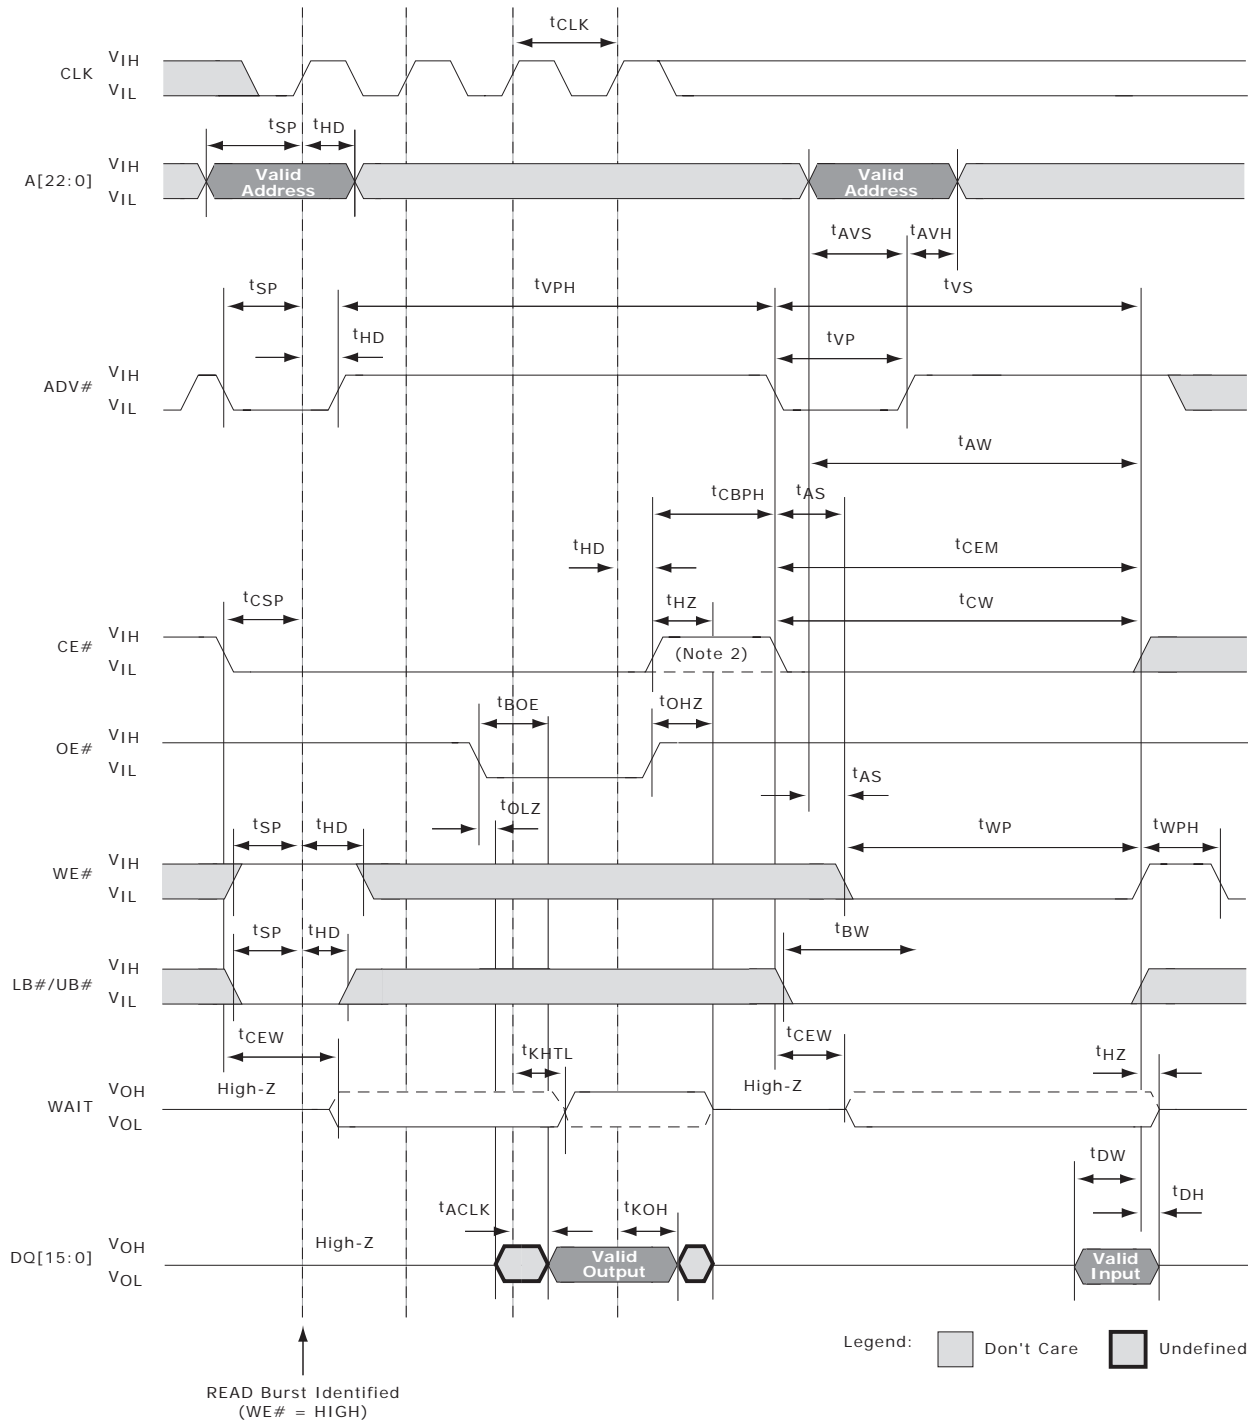 tCLK
CLK VIH
VIL
tSP tHD
A[22:0] VIH
VIL
Valid Address
Valid Address
tAVS tAVH
tSP tVPH tVS
tHD tVP
ADV# VIH
VIL
tAW
tCBPH tAS
tHD tCEM
tCSP tHZ tCW
CE# VIH
VIL
(Note 2)
tBOE tOHZ
OE# VIH
VIL
tAS
tOLZ
tSP tHD tWP tWPH
WE# VIH
VIL
tSP tHD tBW
LB#/UB# VIH
VIL
tCEW tKHTL tCEW tHZ
High-Z High-Z
WAIT VOH
VOL
tDW
tDH
tACLK tKOH
High-Z
DQ[15:0] VOH
VOL
Valid Output
Valid Input
Legend: Don't Care Undefined
READ Burst Identified
(WE# = HIGH)